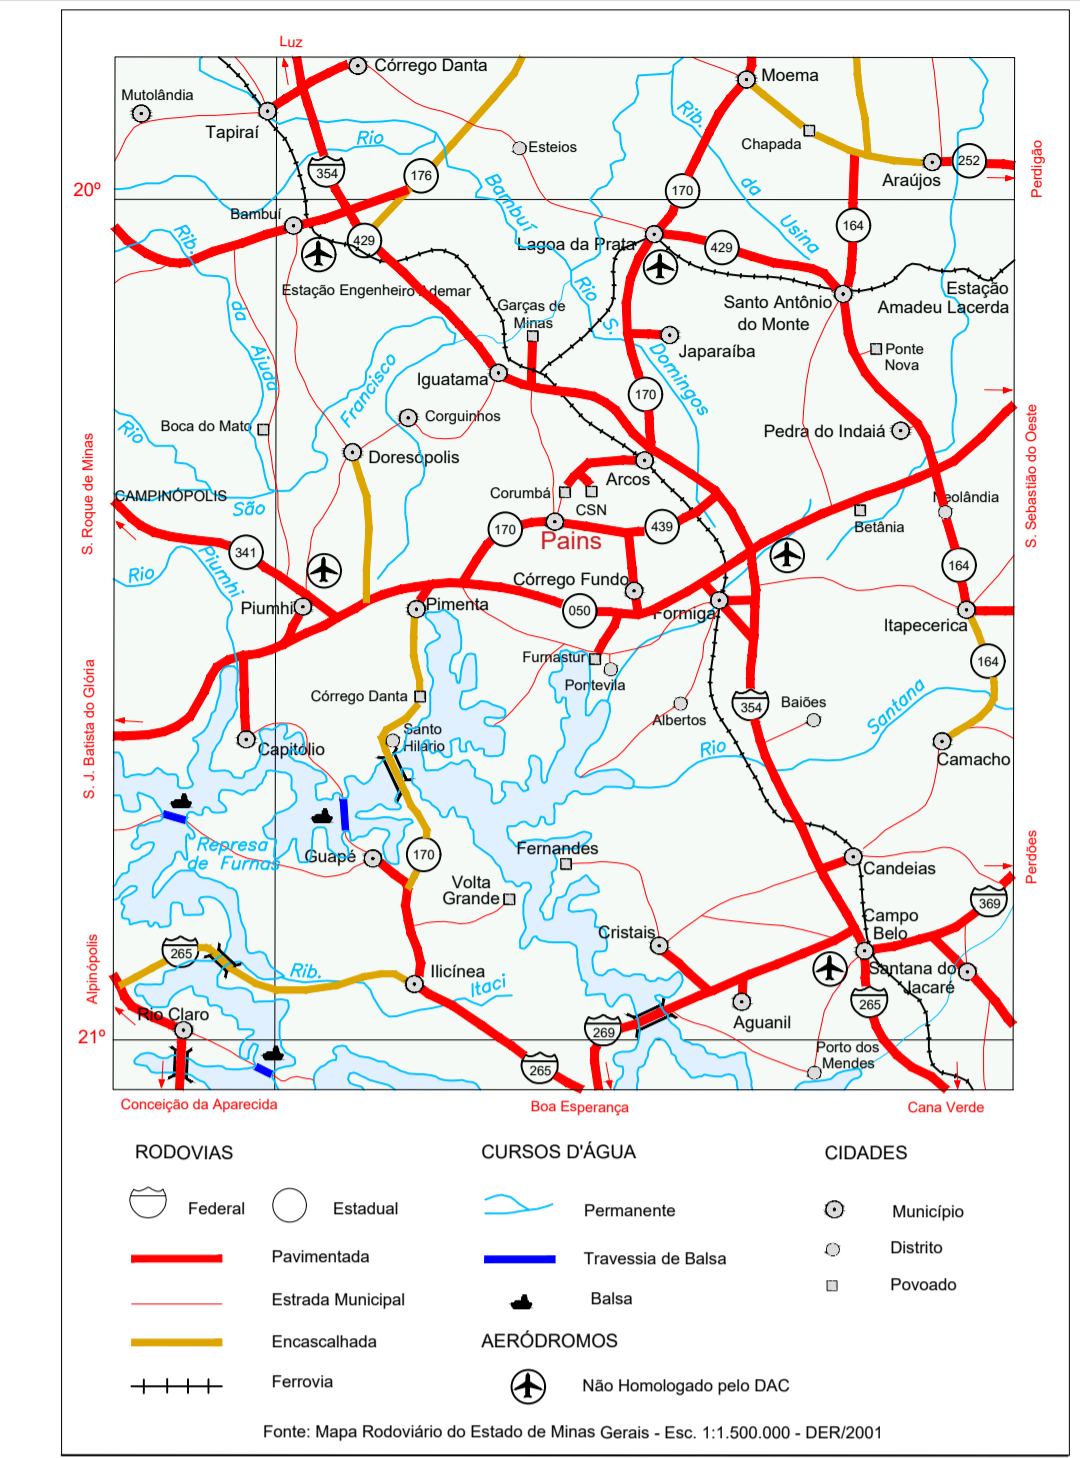 Luz
Córrego Danta
Moema
Mutolândia
Tapiraí
Rio
Esteios
Rib.
Chapada
Araújos
252
Perdigão
354
176
170
da
Usina
20º
Bambuí
Bambuí
Rib.
429
Lagoa da Prata
429
164
Estação Engenheiro Ademar
da
Ajuda
Garças de
Minas
Rio
S.
Domingos
Santo Antônio
do Monte
Estação
Amadeu Lacerda
Japaraíba
Ponte
Nova
Iguatama
Francisco
170
Corguinhos
Boca do Mato
Rio
Doresópolis
Pedra do Indaiá
Arcos
S. Roque de Minas
S. Sebastião do Oeste
CAMPINÓPOLIS
São
Corumbá
CSN
Neolândia
Betânia
170
Pains
439
341
Piumhi
Rio
Córrego Fundo
164
Piumhi
Pimenta
050
Formiga
Itapecerica
Furnastur
Pontevila
164
S. J. Batista do Glória
Córrego Danta
Albertos
354
Baiões
Santana
Santo
Hilário
Capitólio
Rio
Camacho
Represa
de Furnas
Guapé
170
Fernandes
Candeias
Perdões
Volta
Grande
369
Campo
Belo
Cristais
265
Alpinópolis
Rib.
Itaci
Ilicínea
Santana do
Jacaré
265
Aguanil
Rio Claro
269
21º
265
Porto dos
Mendes
Conceição da Aparecida
Boa Esperança
Cana Verde
RODOVIAS
CURSOS D'ÁGUA
CIDADES
Federal
Estadual
Permanente
Município
Pavimentada
Travessia de Balsa
Distrito
Estrada Municipal
Balsa
Povoado
Encascalhada
AERÓDROMOS
Ferrovia
Não Homologado pelo DAC
Fonte: Mapa Rodoviário do Estado de Minas Gerais - Esc. 1:1.500.000 - DER/2001